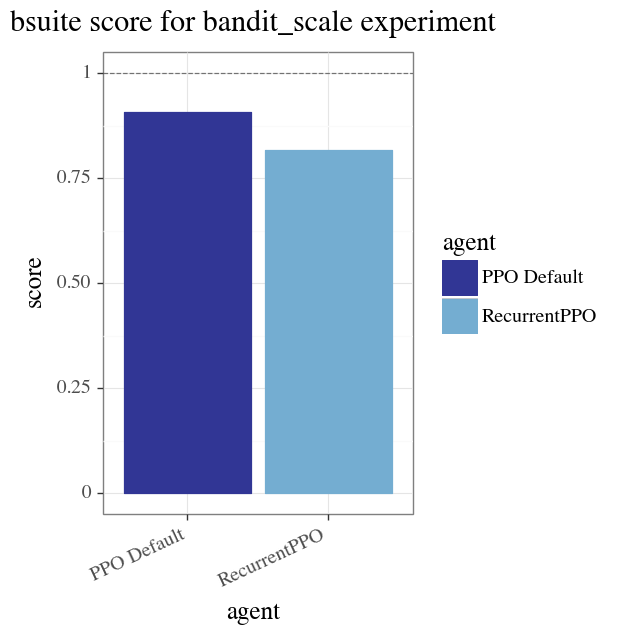 bsuite score for bandit_scale experiment
1
0.75
0.50
0.25
0
score
PPO Default
RecurrentPPO
agent
agent
PPO Default
RecurrentPPO